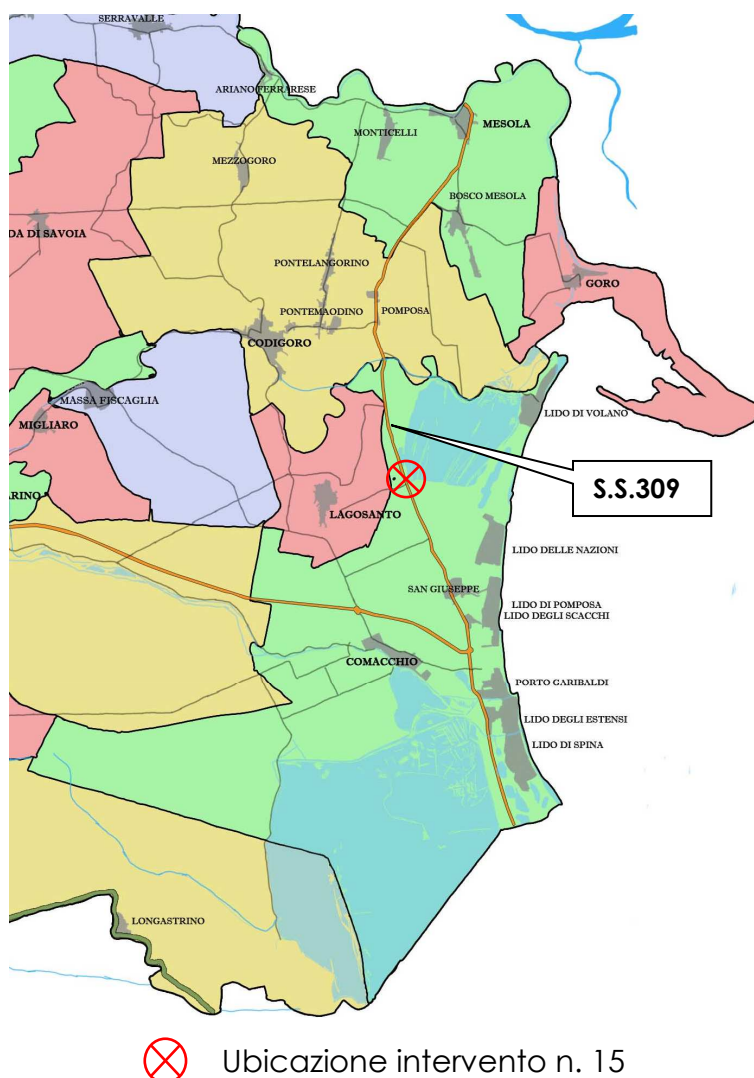 SERRAVALLE
ARIANO FERRARESE
MONTICELLI
MESOLA
MEZZOGORO
BOSCO MESOLA
DA DI SAVOIA
PONTELANGORINO
GORO
PONTEMAODINO
POMPOSA
CODIGORO
MASSA FISCAGLIA
LIDO DI VOLANO
MIGLIARO
S.S.309
ARINO
LAGOSANTO
LIDO DELLE NAZIONI
SAN GIUSEPPE
LIDO DI POMPOSA
LIDO DEGLI SCACCHI
COMACCHIO
PORTO GARIBALDI
LIDO DEGLI ESTENSI
LIDO DI SPINA
LONGASTRINO
Ubicazione intervento n. 15